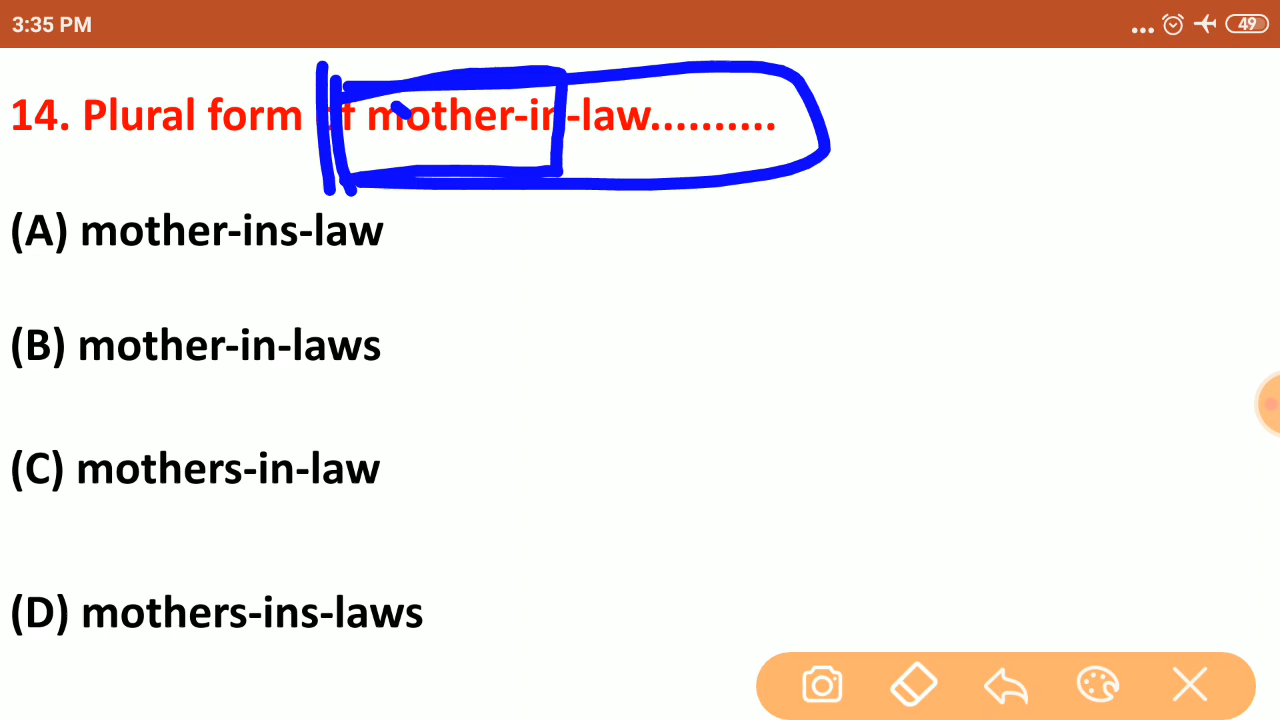 3:35 PM
49
14. Plural form of mother-in-law..........
(A) mother-ins-law
(B) mother-in-laws
(C) mothers-in-law
(D) mothers-ins-laws